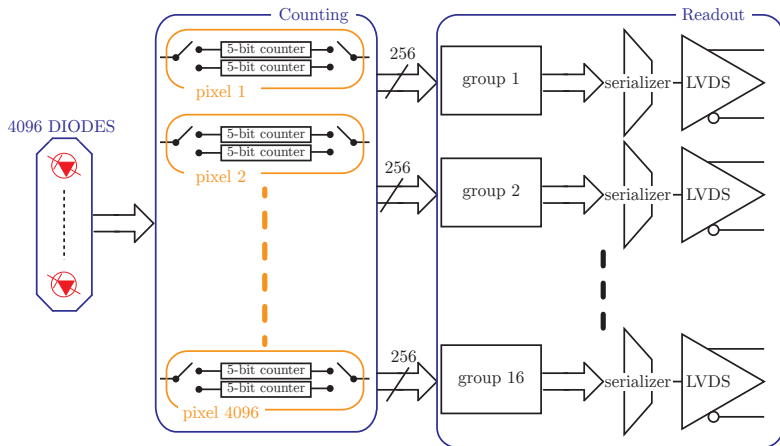 Counting
Readout
5-bit counter
5-bit counter
pixel 1
256
group 1
serializer
LVDS
4096 DIODES
5-bit counter
5-bit counter
pixel 2
256
group 2
serializer
LVDS
5-bit counter
5-bit counter
pixel 4096
256
group 16
serializer
LVDS